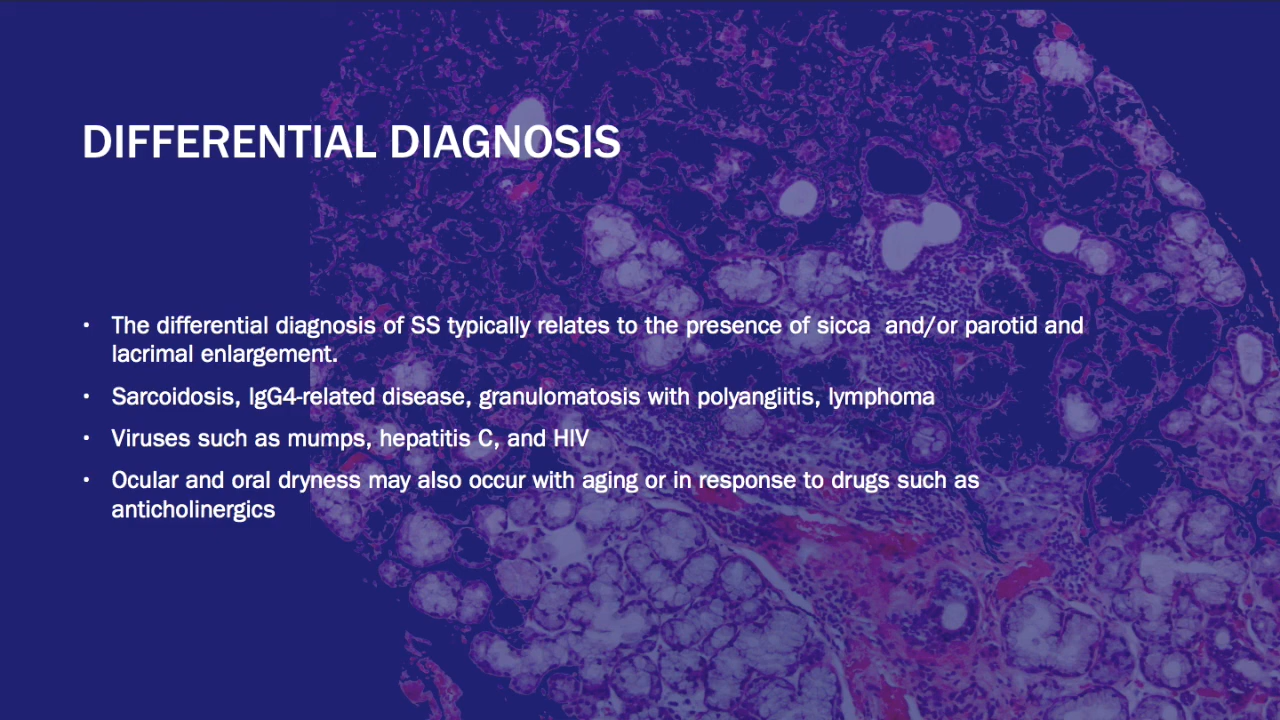 DIFFERENTIAL DIAGNOSIS
• The differential diagnosis of SS typically relates to the presence of sicca  and/or parotid and
lacrimal enlargement.
• Sarcoidosis, IgG4-related disease, granulomatosis with polyangiitis, lymphoma
• Viruses such as mumps, hepatitis C, and HIV
• Ocular and oral dryness may also occur with aging or in response to drugs such as
anticholinergics